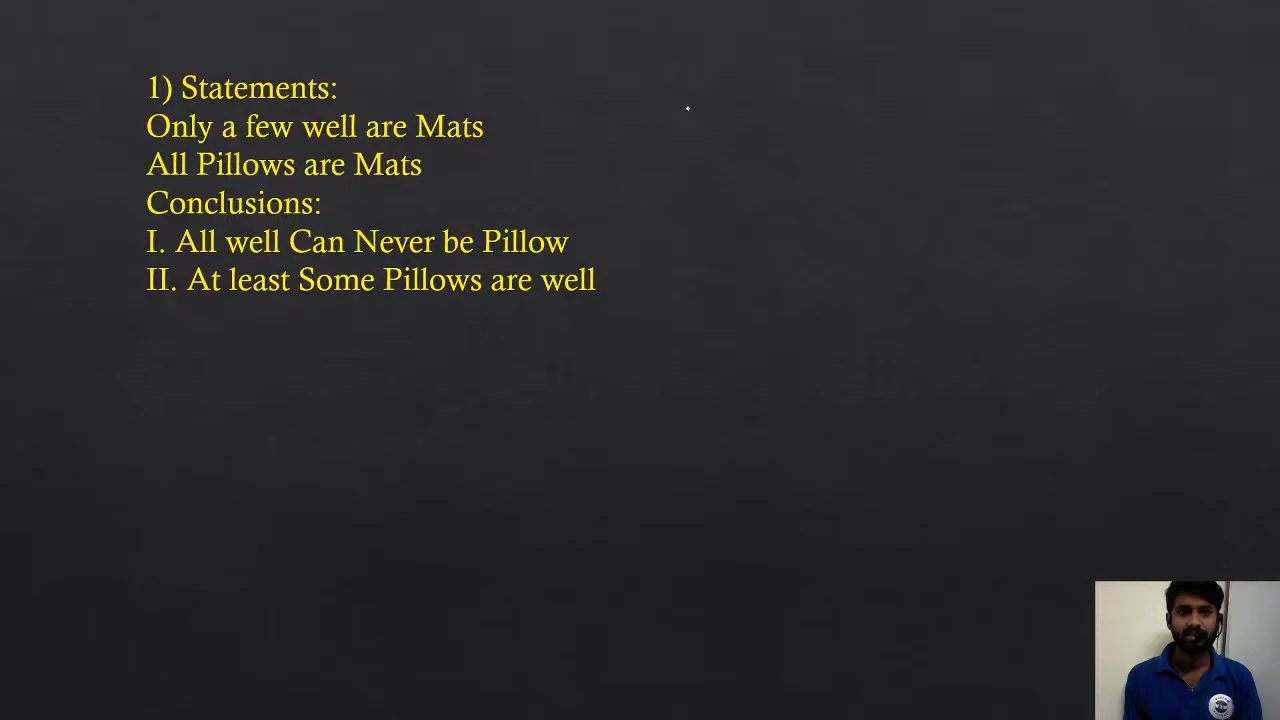 1) Statements:
Only a few well are Mats
All Pillows are Mats
Conclusions:
I. All well Can Never be Pillow
II. At least Some Pillows are well